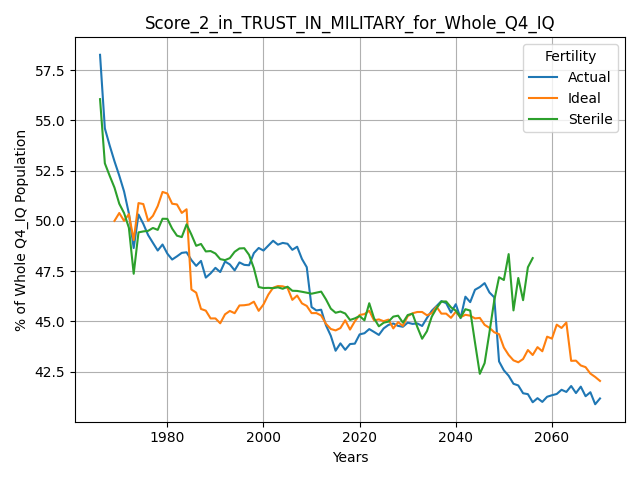 Score_2_in_TRUST_IN_MILITARY_for_Whole_Q4_IQ
% of Whole Q4_IQ Population
57.5
55.0
52.5
50.0
47.5
45.0
42.5
Fertility
Actual
Ideal
Sterile
1980
2000
2020
2040
2060
Years